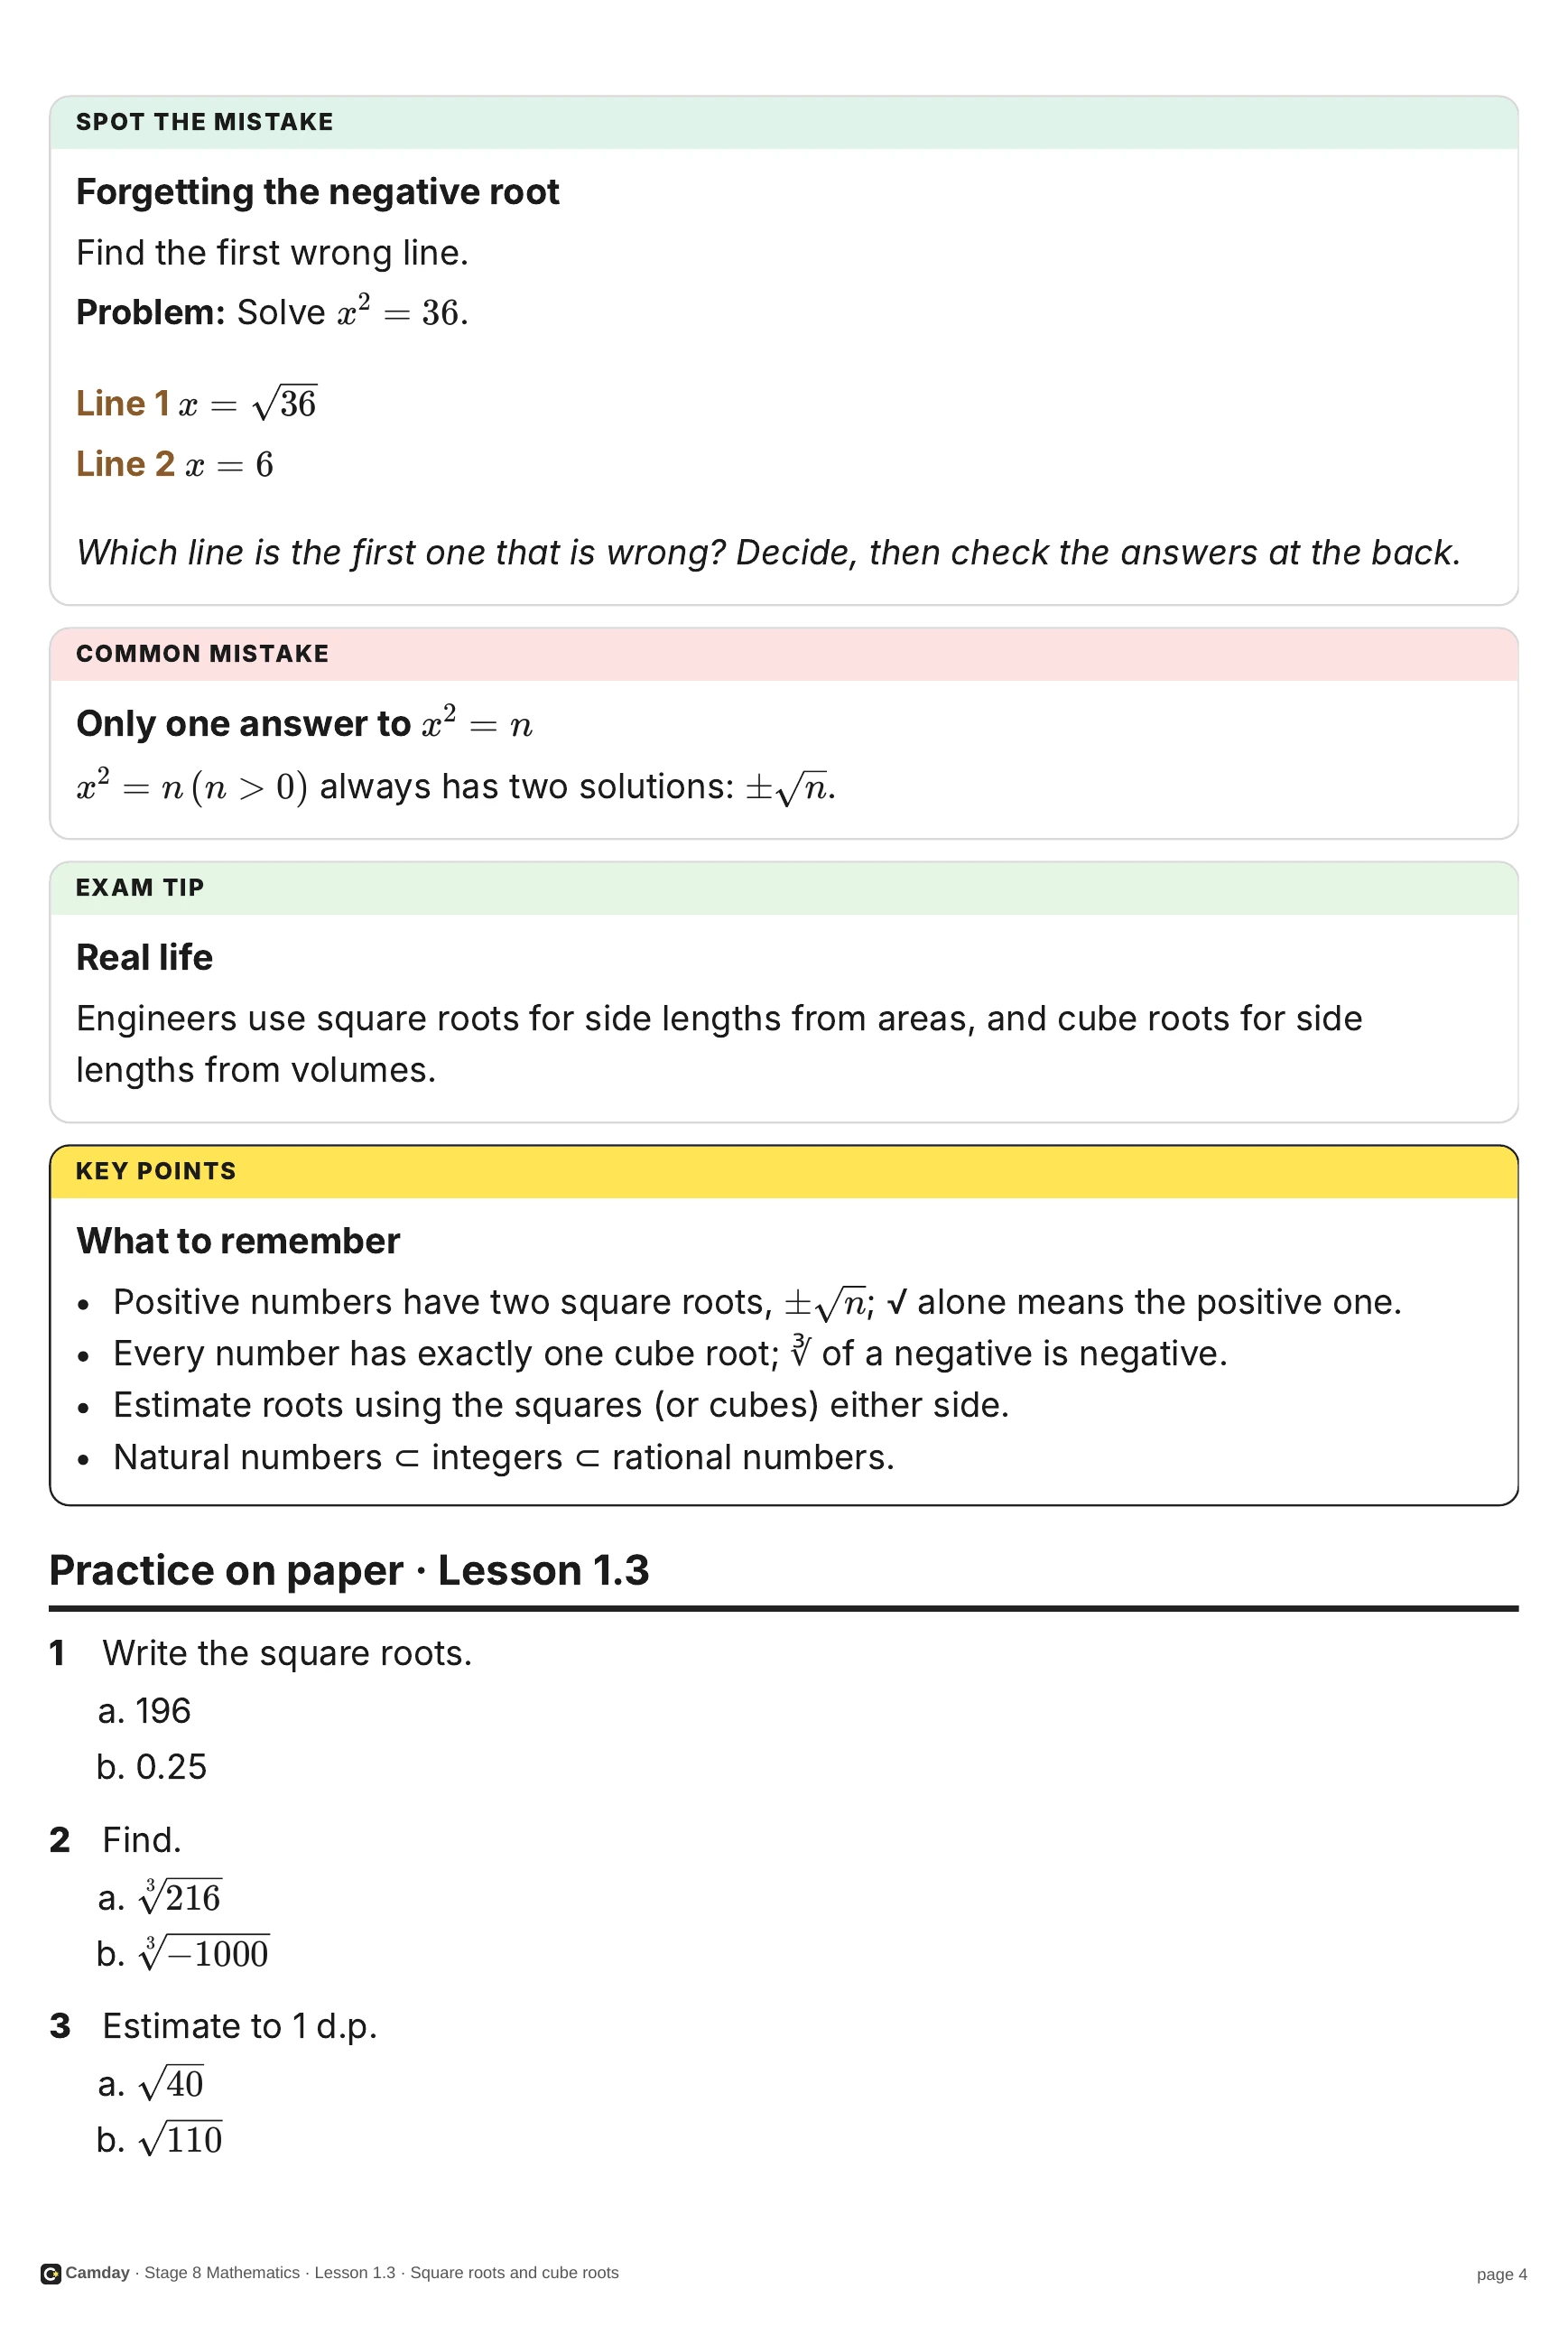 SPOT THE MISTAKE
Forgetting the negative root
Find the first wrong line.
Problem: Solve x² = 36.
Line 1 x = √36
Line 2 x = 6
Which line is the first one that is wrong? Decide, then check the answers at the back.
COMMON MISTAKE
Only one answer to x² = n
x² = n (n > 0) always has two solutions: ±√n.
EXAM TIP
Real life
Engineers use square roots for side lengths from areas, and cube roots for side
lengths from volumes.
KEY POINTS
What to remember
• Positive numbers have two square roots, ±√n; √ alone means the positive one.
• Every number has exactly one cube root; ∛ of a negative is negative.
• Estimate roots using the squares (or cubes) either side.
• Natural numbers ⊂ integers ⊂ rational numbers.
Practice on paper · Lesson 1.3
1 Write the square roots.
a. 196
b. 0.25
2 Find.
a. ∛216
b. ∛−1000
3 Estimate to 1 d.p.
a. √40
b. √110
Camday · Stage 8 Mathematics · Lesson 1.3 · Square roots and cube roots
page 4